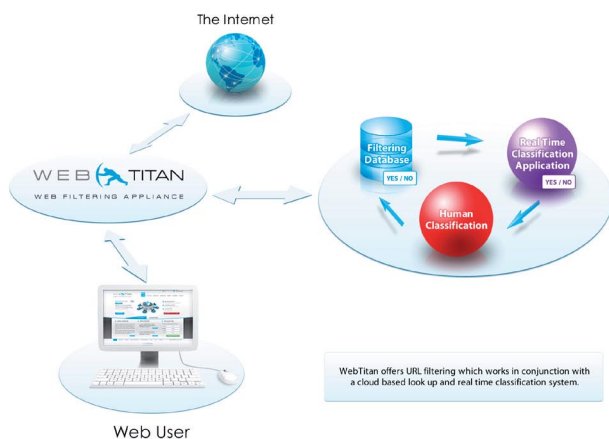 The Internet
WEB TITAN
WEB FILTERING APPLIANCE
Filtering
Database
YES / NO
Real Time
Classification
Application
YES / NO
Human
Classification
WebTitan offers URL filtering which works in conjunction with
a cloud based look up and real time classification system.
Web User